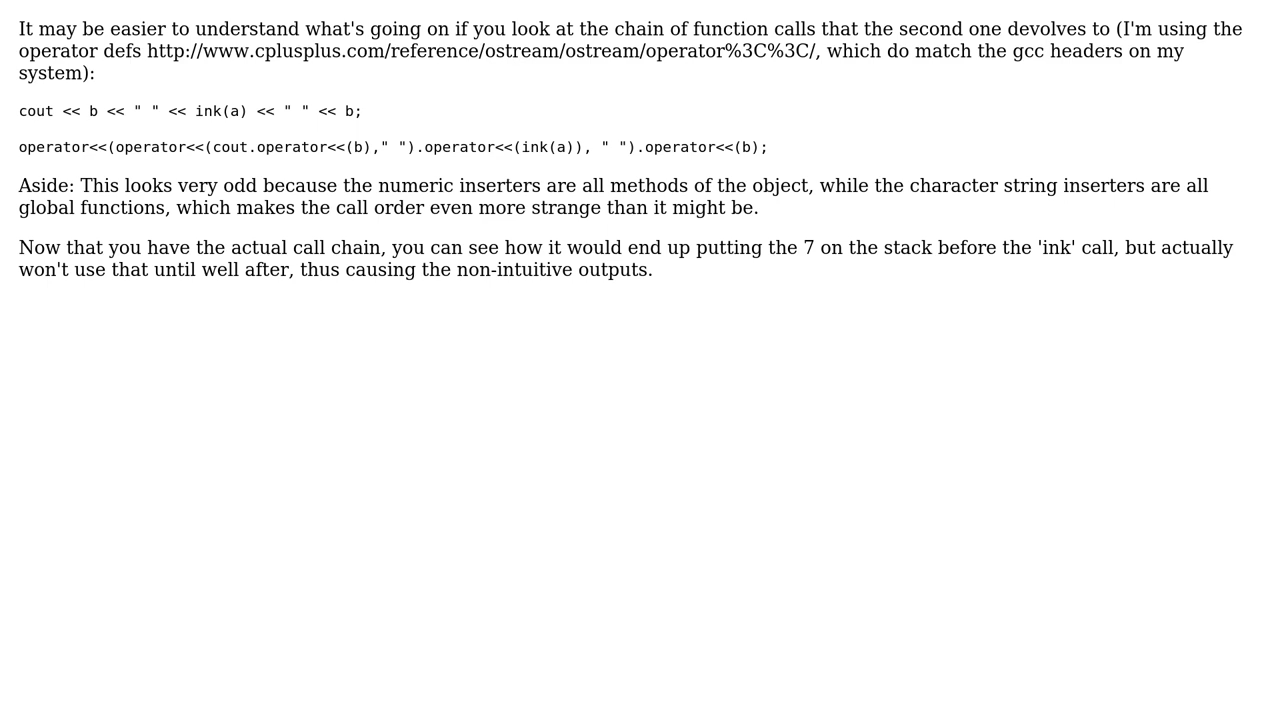 It may be easier to understand what's going on if you look at the chain of function calls that the second one devolves to (I'm using the
operator defs http://www.cplusplus.com/reference/ostream/ostream/operator%3C%3C/, which do match the gcc headers on my
system):
cout << b << " " << ink(a) << " " << b;
operator<<(operator<<(cout.operator<<(b)," ").operator<<(ink(a)), " ").operator<<(b);
Aside: This looks very odd because the numeric inserters are all methods of the object, while the character string inserters are all
global functions, which makes the call order even more strange than it might be.
Now that you have the actual call chain, you can see how it would end up putting the 7 on the stack before the 'ink' call, but actually
won't use that until well after, thus causing the non-intuitive outputs.